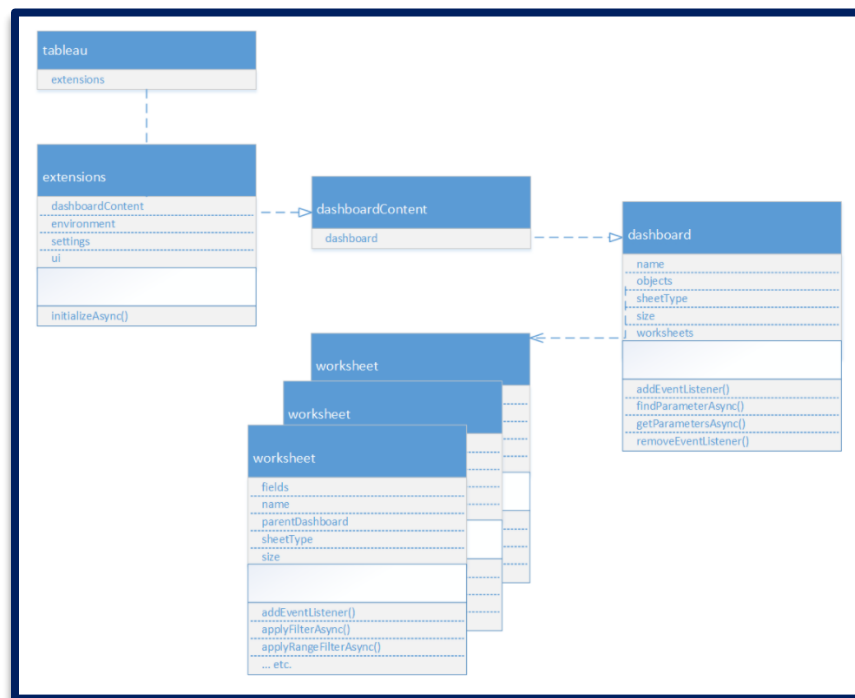 tableau
extensions
extensions
dashboardContent
environment
settings
ui
initializeAsync()
dashboardContent
dashboard
dashboard
name
objects
sheetType
size
worksheets
addEventListener()
findParameterAsync()
getParametersAsync()
removeEventListener()
worksheet
worksheet
worksheet
fields
name
parentDashboard
sheetType
size
addEventListener()
applyFilterAsync()
applyRangeFilterAsync()
... etc.